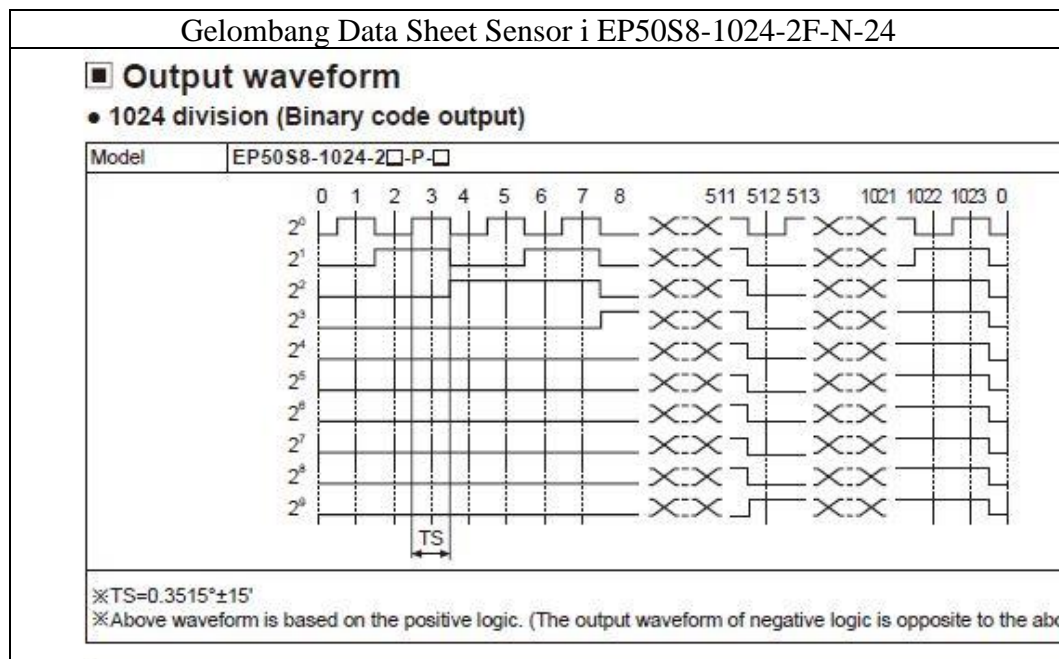 Gelombang Data Sheet Sensor i EP50S8-1024-2F-N-24
Output waveform
• 1024 division (Binary code output)
Model EP50S8-1024-2□-P-□
0 1 2 3 4 5 6 7 8 511 512 513 1021 1022 1023 0
2⁰
2¹
2²
2³
2⁴
2⁵
2⁶
2⁷
2⁸
2⁹
TS
※TS=0.3515°±15'
※Above waveform is based on the positive logic. (The output waveform of negative logic is opposite to the